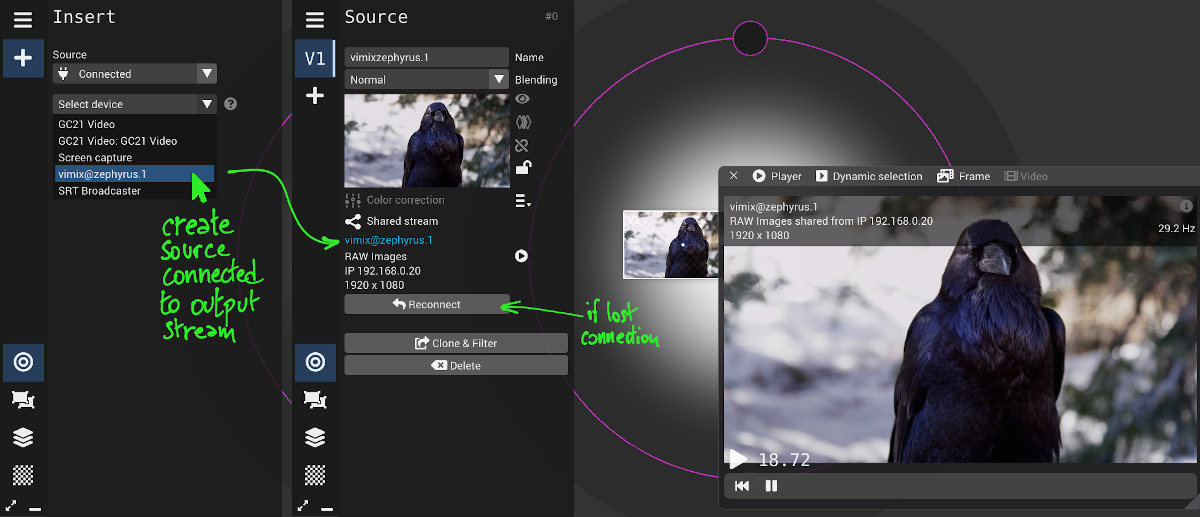 Insert
Source
Connected
Select device
GC21 Video
GC21 Video: GC21 Video
Screen capture
vimix@zephyrus.1
SRT Broadcaster
create
source
connected
to output
stream
Source
#0
V1
vimixzephyrus.1
Name
Normal
Blending
Color correction
Shared stream
vimix@zephyrus.1
RAW Images
IP 192.168.0.20
1920 x 1080
Reconnect
if lost
connection
Clone & Filter
Delete
Player
Dynamic selection
Frame
Video
vimix@zephyrus.1
RAW Images shared from IP 192.168.0.20
29.2 Hz
1920 x 1080
18.72